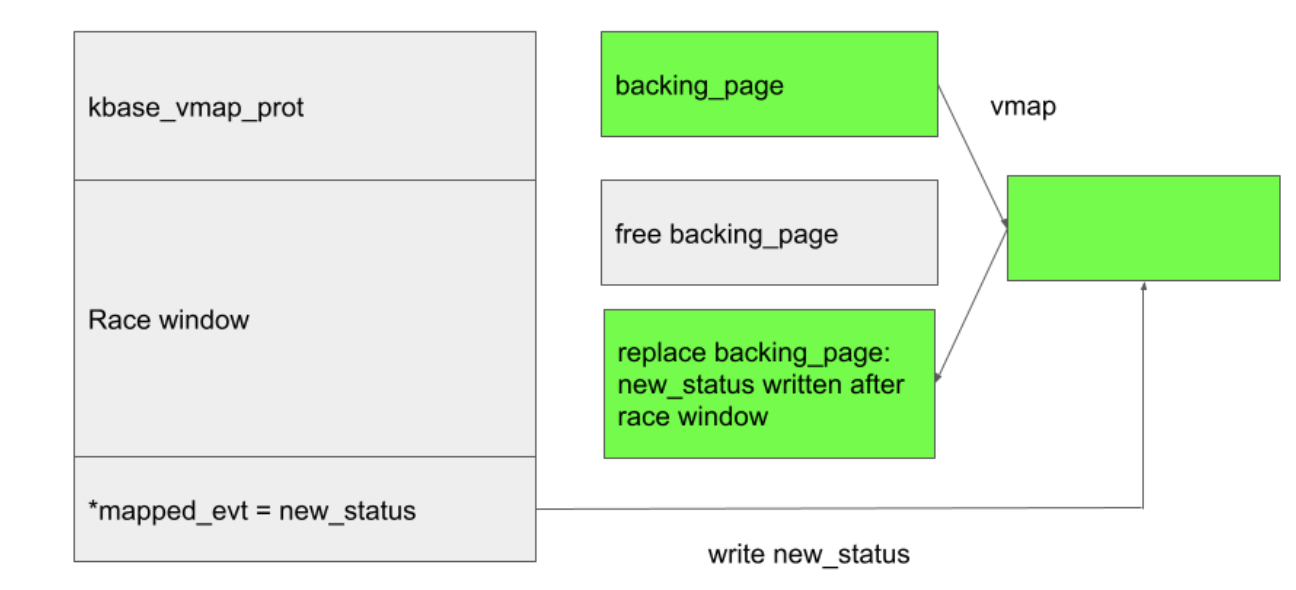 kbase_vmap_prot
backing_page
vmap
free backing_page
Race window
replace backing_page:
new_status written after
race window
*mapped_evt = new_status
write new_status